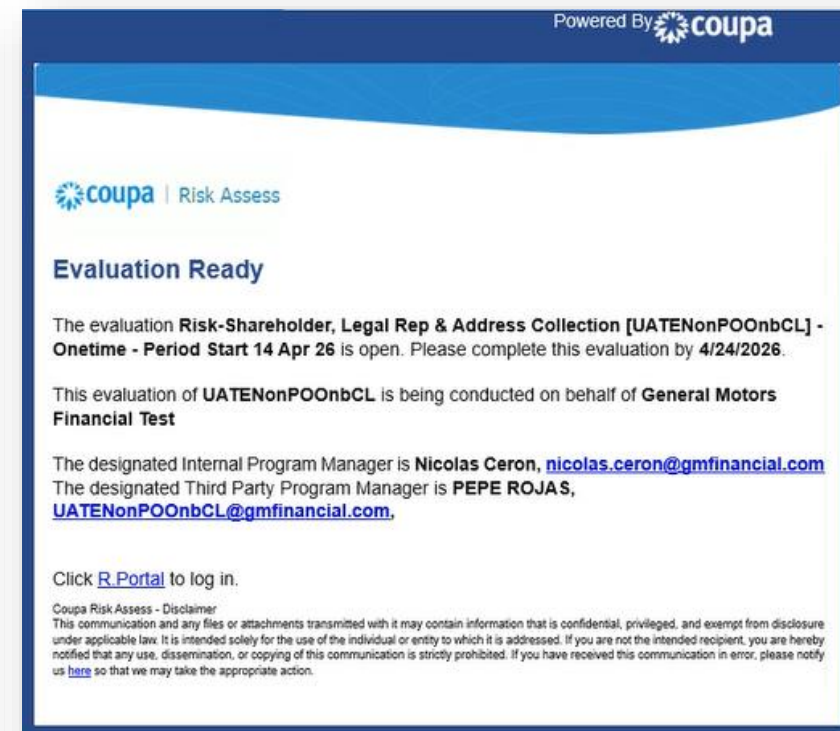 Powered By coupa
coupa | Risk Assess
Evaluation Ready
The evaluation Risk-Shareholder, Legal Rep & Address Collection [UATENonPOOnbCL] -
Onetime - Period Start 14 Apr 26 is open. Please complete this evaluation by 4/24/2026.
This evaluation of UATENonPOOnbCL is being conducted on behalf of General Motors
Financial Test
The designated Internal Program Manager is Nicolas Ceron, nicolas.ceron@gmfinancial.com
The designated Third Party Program Manager is PEPE ROJAS,
UATENonPOOnbCL@gmfinancial.com,
Click R.Portal to log in.
Coupa Risk Assess - Disclaimer
This communication and any files or attachments transmitted with it may contain information that is confidential, privileged, and exempt from disclosure
under applicable law. It is intended solely for the use of the individual or entity to which it is addressed. If you are not the intended recipient, you are hereby
notified that any use, dissemination, or copying of this communication is strictly prohibited. If you have received this communication in error, please notify
us here so that we may take the appropriate action.